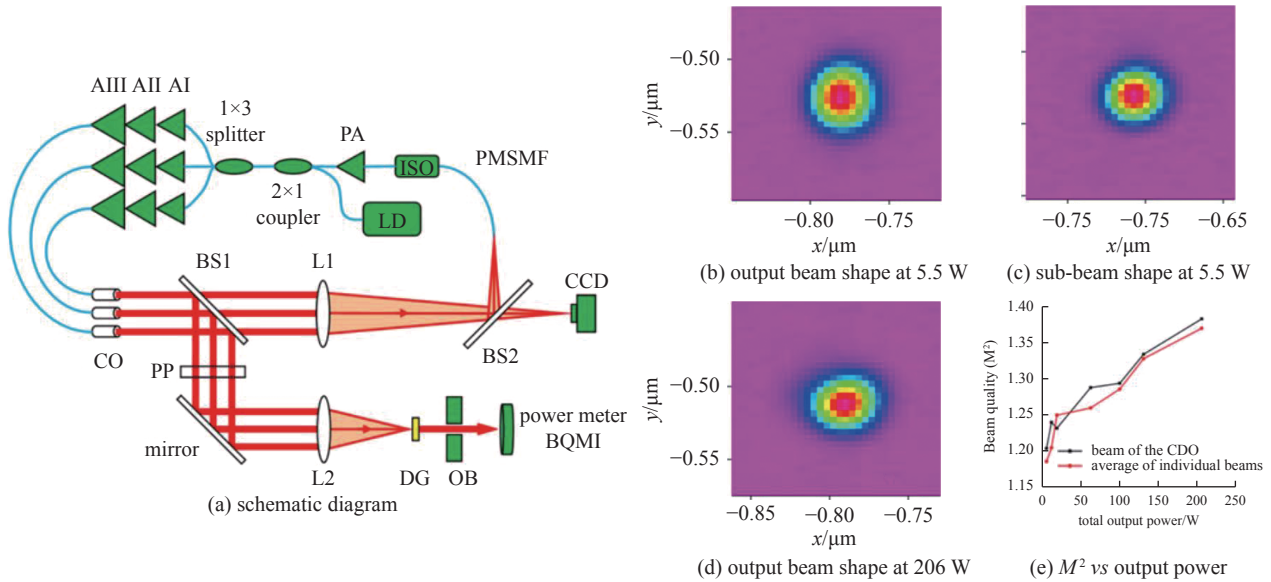 AIII AII AI
1×3
splitter
PA
ISO
PMSMF
2×1
coupler
LD
BS1
L1
CCD
CO
BS2
PP
mirror
L2
DG
OB
power meter
BQMI
(a) schematic diagram
y/μm
−0.50
−0.55
−0.80
−0.75
x/μm
(b) output beam shape at 5.5 W
−0.75
−0.75
−0.65
x/μm
(c) sub-beam shape at 5.5 W
y/μm
−0.50
−0.55
−0.85
−0.80
−0.75
x/μm
(d) output beam shape at 206 W
Beam quality (M²)
1.40
1.35
1.30
1.25
1.20
1.15
beam of the CDO
average of individual beams
0 50 100 150 200 250
total output power/W
(e) M² vs output power